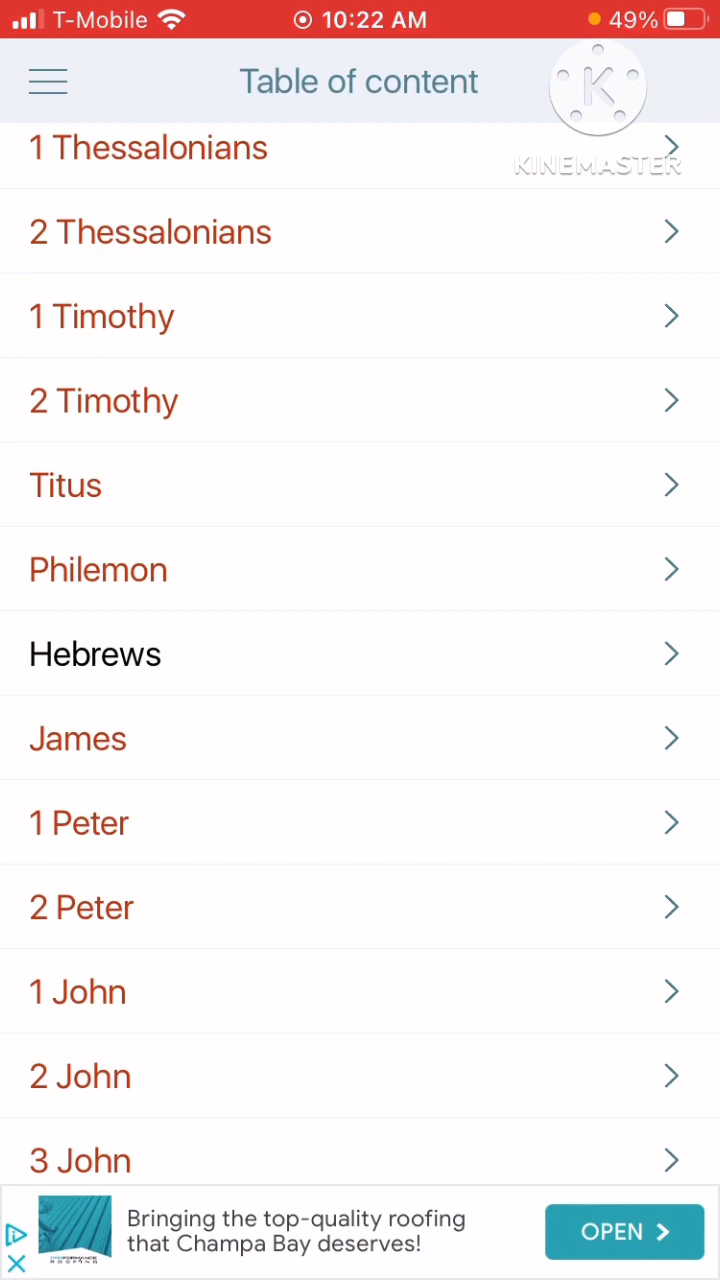 T-Mobile 10:22 AM 49%
Table of content
K
KINEMASTER
1 Thessalonians
2 Thessalonians
1 Timothy
2 Timothy
Titus
Philemon
Hebrews
James
1 Peter
2 Peter
1 John
2 John
3 John
Bringing the top-quality roofing
that Champa Bay deserves!
OPEN
PROFORMANCE
ROOFING